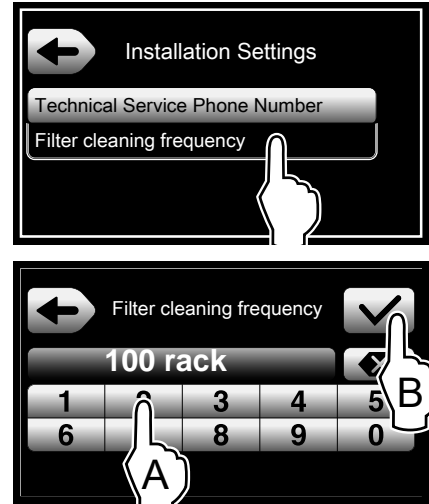 Installation Settings
Technical Service Phone Number
Filter cleaning frequency
Filter cleaning frequency
100 rack
1 2 3 4 5
6 8 9 0
A
B